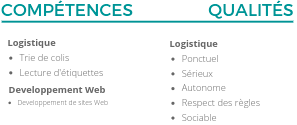 COMPÉTENCES
Logistique
Trie de colis
Lecture d'étiquettes
Developpement Web
Developpement de sites Web
QUALITÉS
Logistique
Ponctuel
Sérieux
Autonome
Respect des règles
Sociable